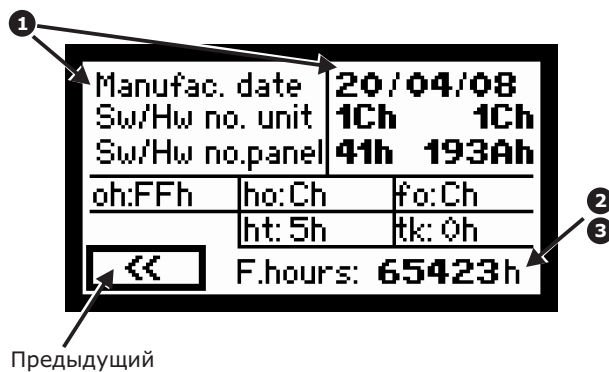 1
Manufac. date 20/04/08
Sw/Hw no. unit 1Ch 1Ch
Sw/Hw no.panel 41h 193Ah
oh:FFh ho:Ch fo:Ch
ht: 5h tk: 0h
2
3
<< F.hours: 65423h
Предыдущий